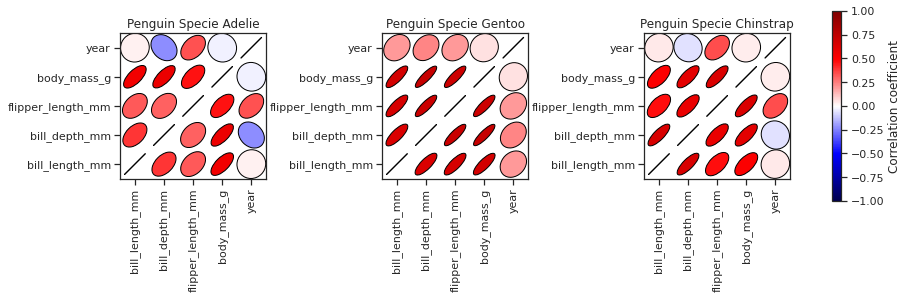 Penguin Specie Adelie
year
body_mass_g
flipper_length_mm
bill_depth_mm
bill_length_mm
bill_length_mm
bill_depth_mm
flipper_length_mm
body_mass_g
year
Penguin Specie Gentoo
year
body_mass_g
flipper_length_mm
bill_depth_mm
bill_length_mm
bill_length_mm
bill_depth_mm
flipper_length_mm
body_mass_g
year
Penguin Specie Chinstrap
year
body_mass_g
flipper_length_mm
bill_depth_mm
bill_length_mm
bill_length_mm
bill_depth_mm
flipper_length_mm
body_mass_g
year
1.00
0.75
0.50
0.25
0.00
−0.25
−0.50
−0.75
−1.00
Correlation coefficient